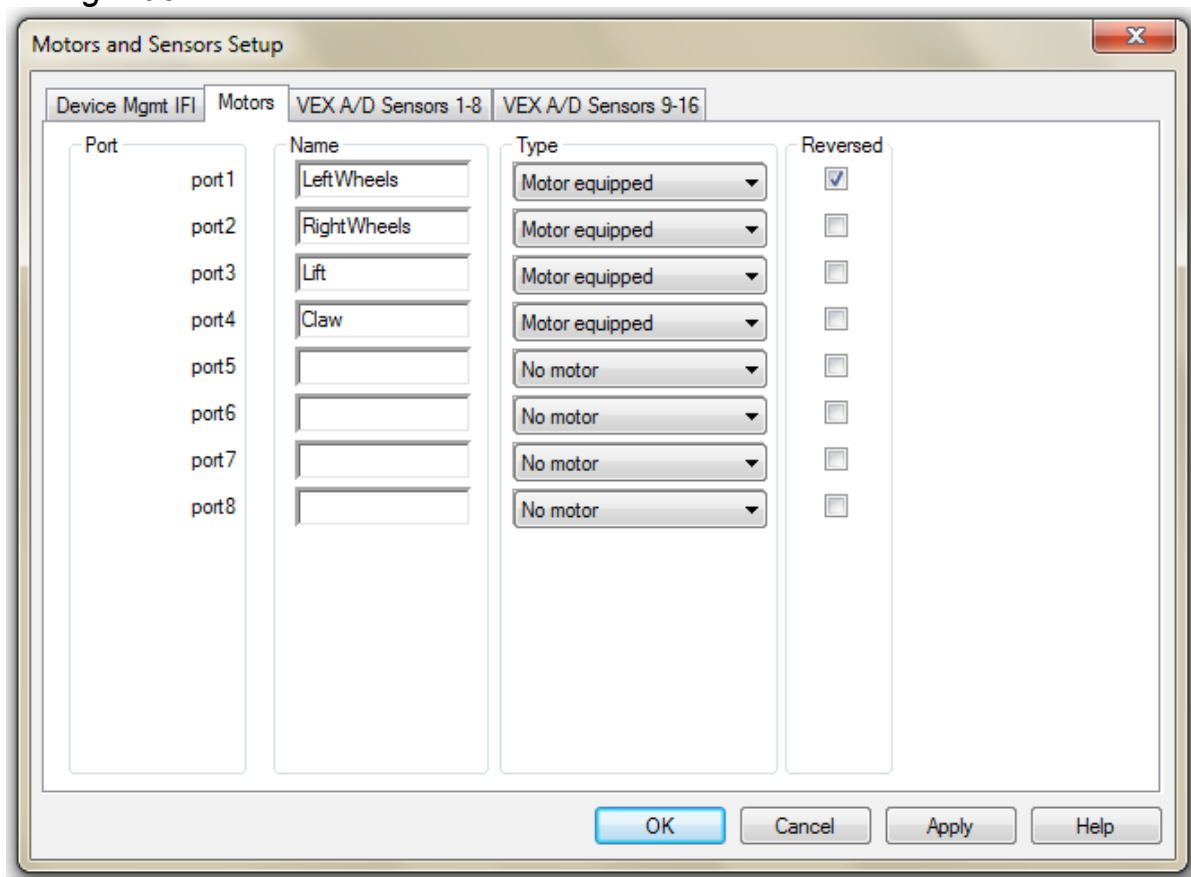 Motors and Sensors Setup
Device Mgmt IFI Motors VEX A/D Sensors 1-8 VEX A/D Sensors 9-16
Port Name Type Reversed
port1 LeftWheels Motor equipped
port2 RightWheels Motor equipped
port3 Lift Motor equipped
port4 Claw Motor equipped
port5 No motor
port6 No motor
port7 No motor
port8 No motor
OK Cancel Apply Help